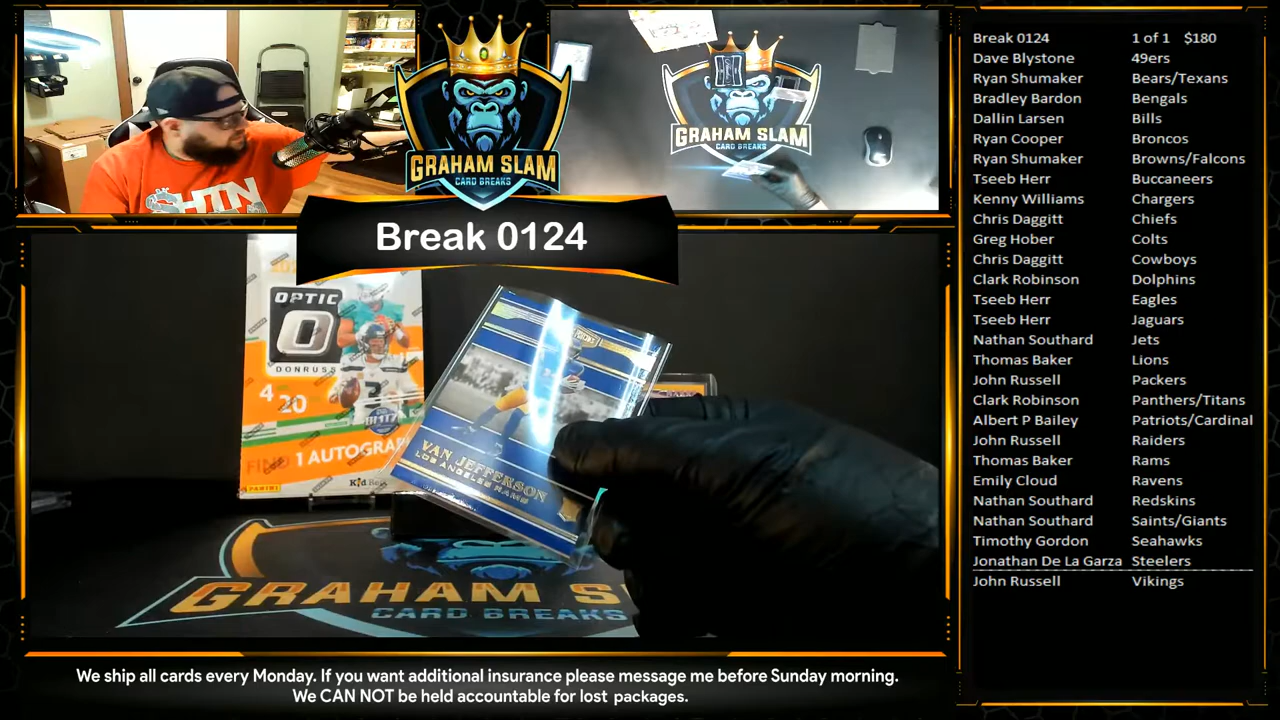 GRAHAM SLAM
CARD BREAKS
GRAHAM SLAM
CARD BREAKS
Break 0124
OPTIC
DONRUSS
4
20
FIND 1 AUTOGRAPH
PANINI
VAN JEFFERSON
LOS ANGELES RAMS
GRAHAM S
CARD BREAKS
We ship all cards every Monday. If you want additional insurance please message me before Sunday morning.
We CAN NOT be held accountable for lost packages.
Break 0124 1 of 1 $180
Dave Blystone 49ers
Ryan Shumaker Bears/Texans
Bradley Bardon Bengals
Dallin Larsen Bills
Ryan Cooper Broncos
Ryan Shumaker Browns/Falcons
Tseeb Herr Buccaneers
Kenny Williams Chargers
Chris Daggitt Chiefs
Greg Hober Colts
Chris Daggitt Cowboys
Clark Robinson Dolphins
Tseeb Herr Eagles
Tseeb Herr Jaguars
Nathan Southard Jets
Thomas Baker Lions
John Russell Packers
Clark Robinson Panthers/Titans
Albert P Bailey Patriots/Cardinal
John Russell Raiders
Thomas Baker Rams
Emily Cloud Ravens
Nathan Southard Redskins
Nathan Southard Saints/Giants
Timothy Gordon Seahawks
Jonathan De La Garza Steelers
John Russell Vikings